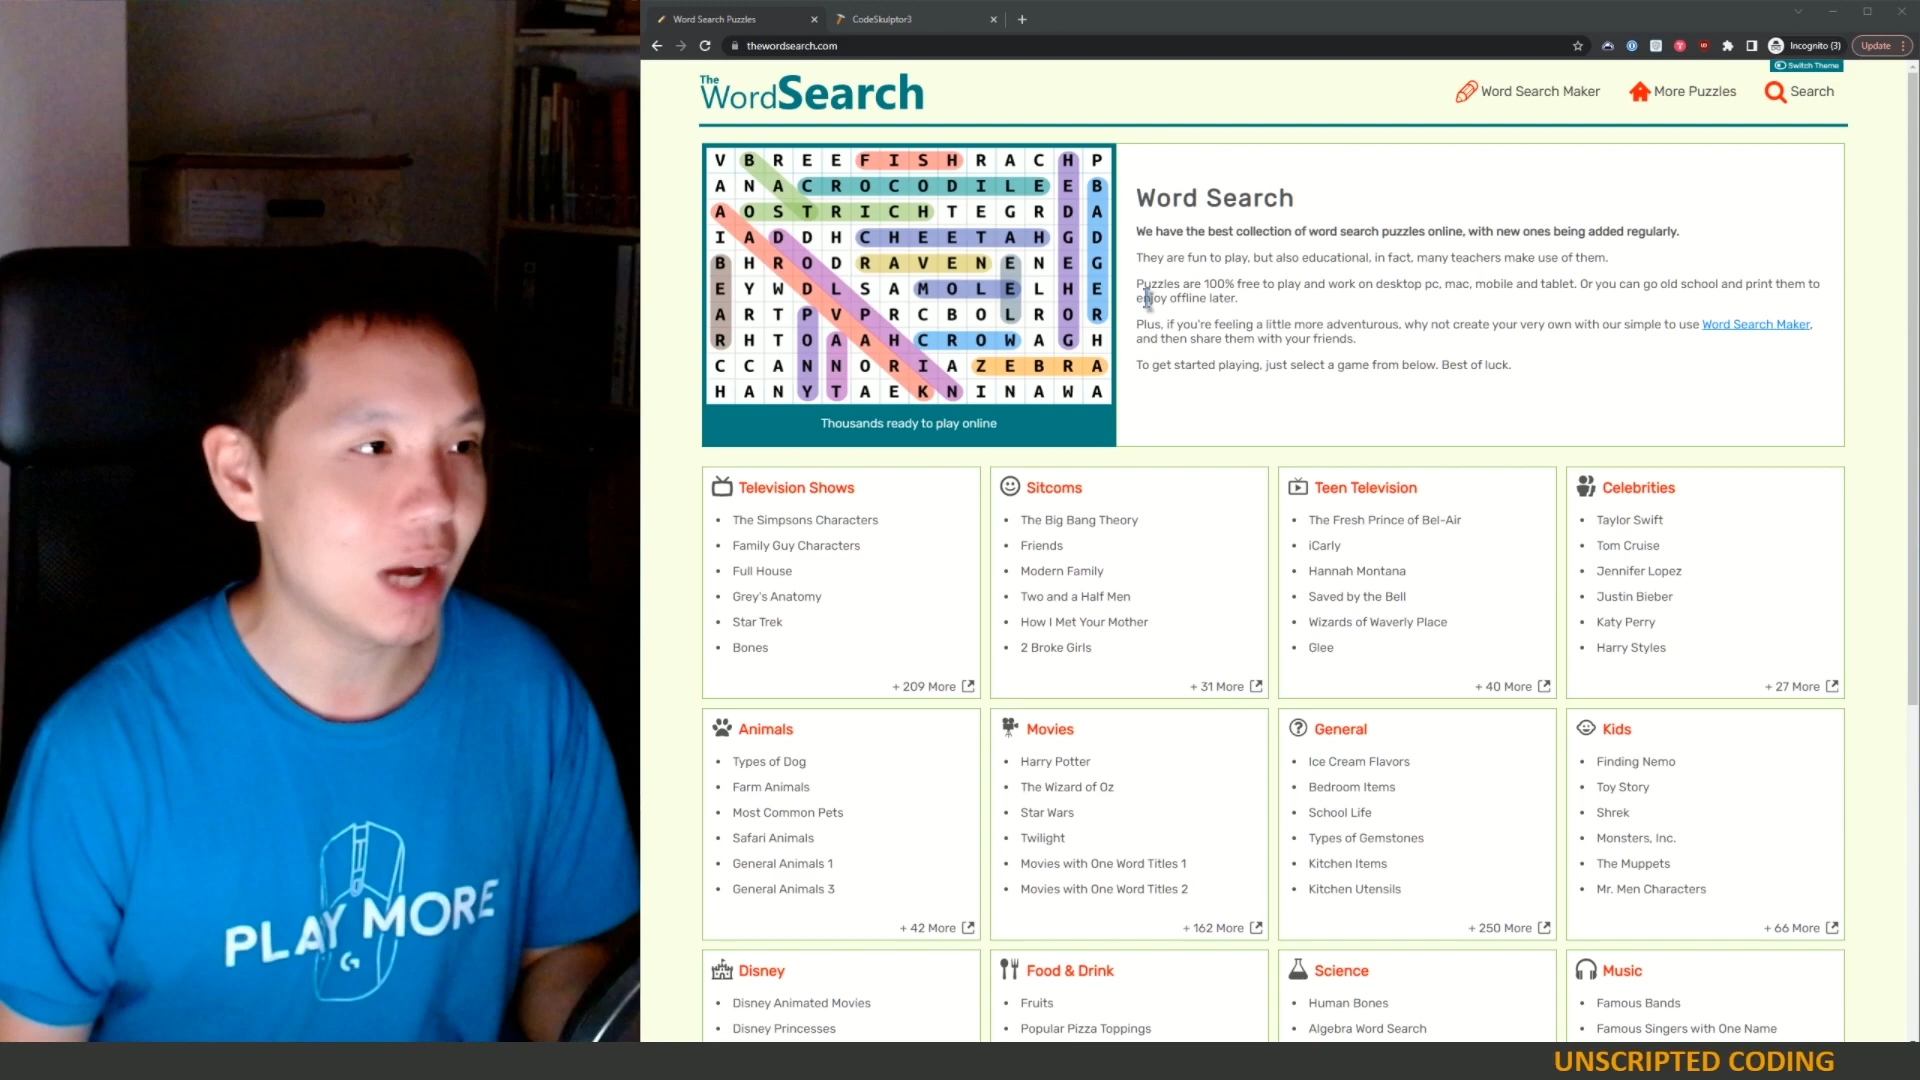 Word Search Puzzles
CodeSkulptor3
thewordsearch.com
Incognito (3)
Update
Switch Theme
The WordSearch
Word Search Maker
More Puzzles
Search
V B R E E F I S H R A C H P
A N A C R O C O D I L E E B
A O S T R I C H T E G R D A
I A D D H C H E E T A H G D
B H R O D R A V E N E N E G
E Y W D L S A M O L E L H E
A R T P V P R C B O L R O R
R H T O A A H C R O W A G H
C C A N N O R I A Z E B R A
H A N Y T A E K N I N A W A
Thousands ready to play online
Word Search
We have the best collection of word search puzzles online, with new ones being added regularly.
They are fun to play, but also educational, in fact, many teachers make use of them.
Puzzles are 100% free to play and work on desktop pc, mac, mobile and tablet. Or you can go old school and print them to
enjoy offline later.
Plus, if you're feeling a little more adventurous, why not create your very own with our simple to use Word Search Maker,
and then share them with your friends.
To get started playing, just select a game from below. Best of luck.
Television Shows
The Simpsons Characters
Family Guy Characters
Full House
Grey's Anatomy
Star Trek
Bones
+ 209 More
Sitcoms
The Big Bang Theory
Friends
Modern Family
Two and a Half Men
How I Met Your Mother
2 Broke Girls
+ 31 More
Teen Television
The Fresh Prince of Bel-Air
iCarly
Hannah Montana
Saved by the Bell
Wizards of Waverly Place
Glee
+ 40 More
Celebrities
Taylor Swift
Tom Cruise
Jennifer Lopez
Justin Bieber
Katy Perry
Harry Styles
+ 27 More
Animals
Types of Dog
Farm Animals
Most Common Pets
Safari Animals
General Animals 1
General Animals 3
+ 42 More
Movies
Harry Potter
The Wizard of Oz
Star Wars
Twilight
Movies with One Word Titles 1
Movies with One Word Titles 2
+ 162 More
General
Ice Cream Flavors
Bedroom Items
School Life
Types of Gemstones
Kitchen Items
Kitchen Utensils
+ 250 More
Kids
Finding Nemo
Toy Story
Shrek
Monsters, Inc.
The Muppets
Mr. Men Characters
+ 66 More
Disney
Disney Animated Movies
Disney Princesses
Food & Drink
Fruits
Popular Pizza Toppings
Science
Human Bones
Algebra Word Search
Music
Famous Bands
Famous Singers with One Name
PLAY MORE
G
UNSCRIPTED CODING